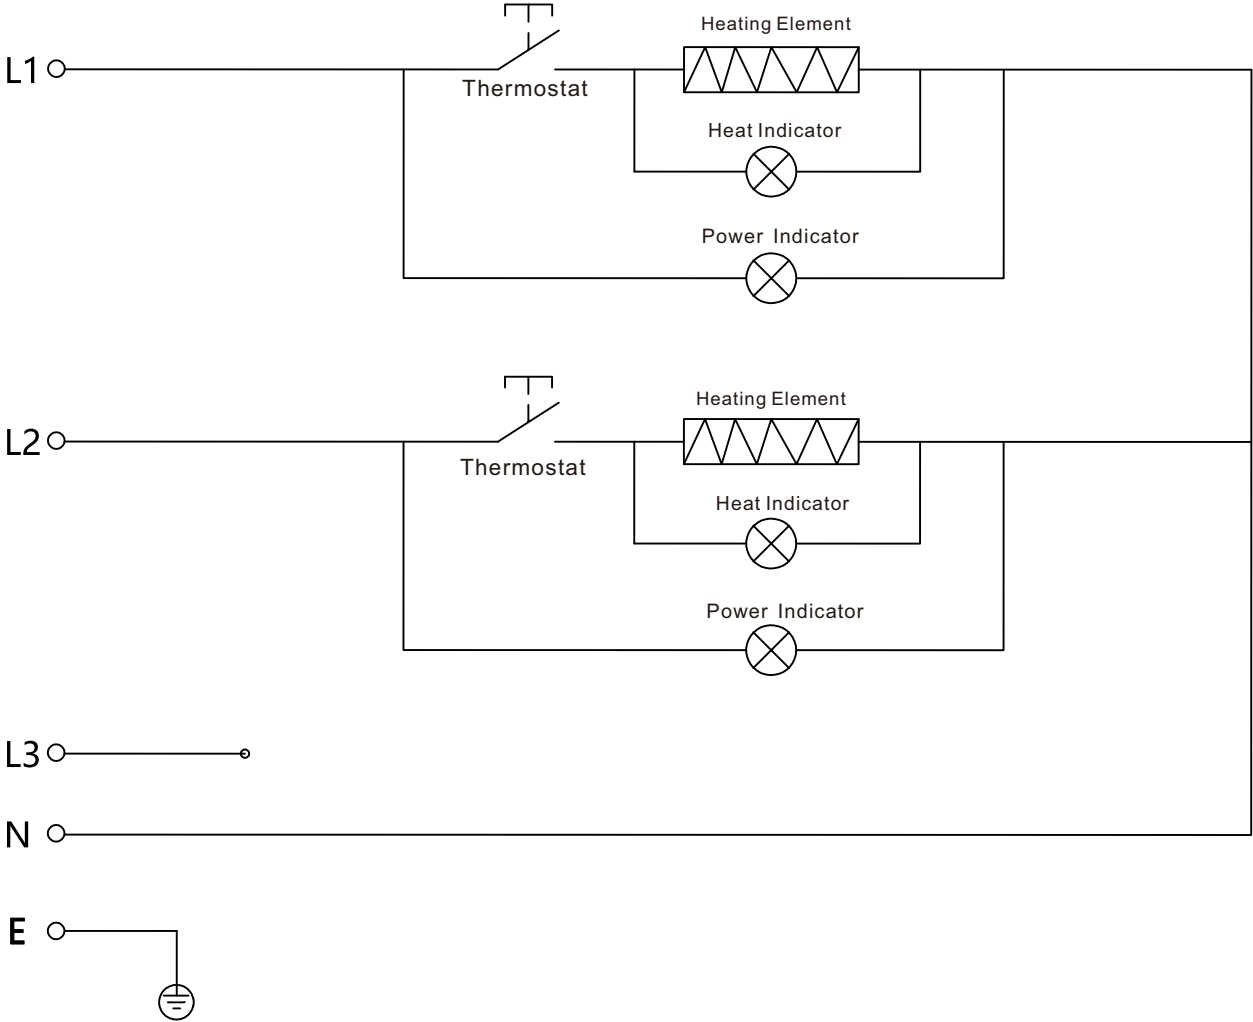 L1
Heating Element
Thermostat
Heat Indicator
Power Indicator
L2
Heating Element
Thermostat
Heat Indicator
Power Indicator
L3
N
E